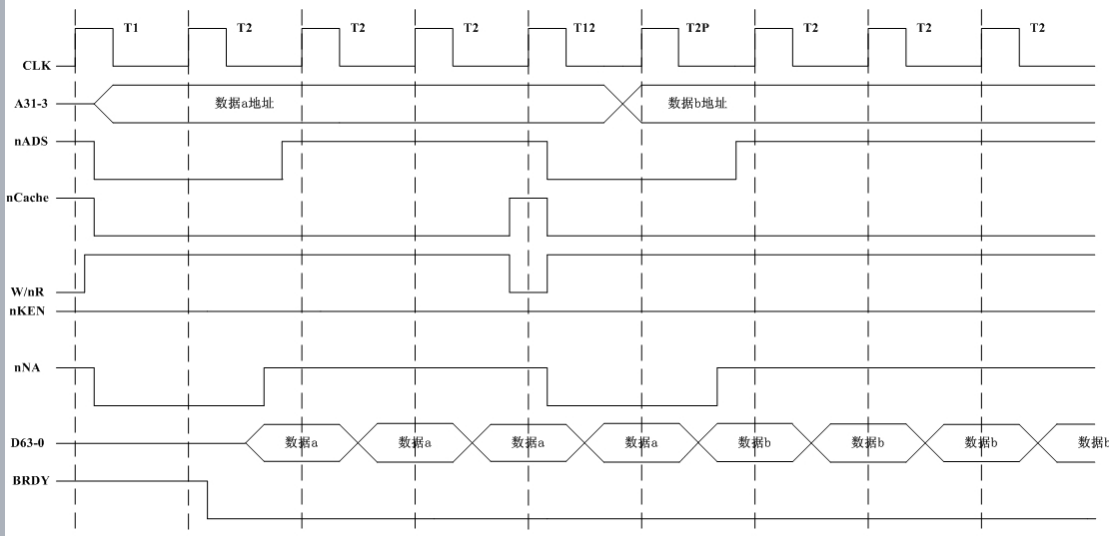 T1 T2 T2 T2 T12 T2P T2 T2 T2
CLK
A31-3 数据a地址 数据b地址
nADS
nCache
W/nR
nKEN
nNA
D63-0 数据a 数据a 数据a 数据a 数据b 数据b 数据b 数据b
BRDY